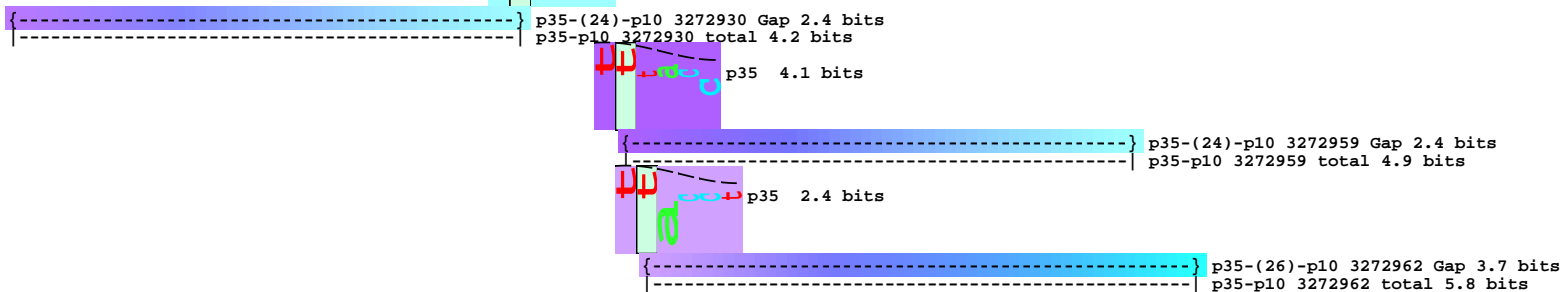 {------------------------------------------------} p35-(24)-p10 3272930 Gap 2.4 bits
|------------------------------------------------| p35-p10 3272930 total 4.2 bits
t t t a c c p35 4.1 bits
{------------------------------------------------} p35-(24)-p10 3272959 Gap 2.4 bits
|------------------------------------------------| p35-p10 3272959 total 4.9 bits
t t a c c t p35 2.4 bits
{----------------------------------------------------} p35-(26)-p10 3272962 Gap 3.7 bits
|----------------------------------------------------| p35-p10 3272962 total 5.8 bits